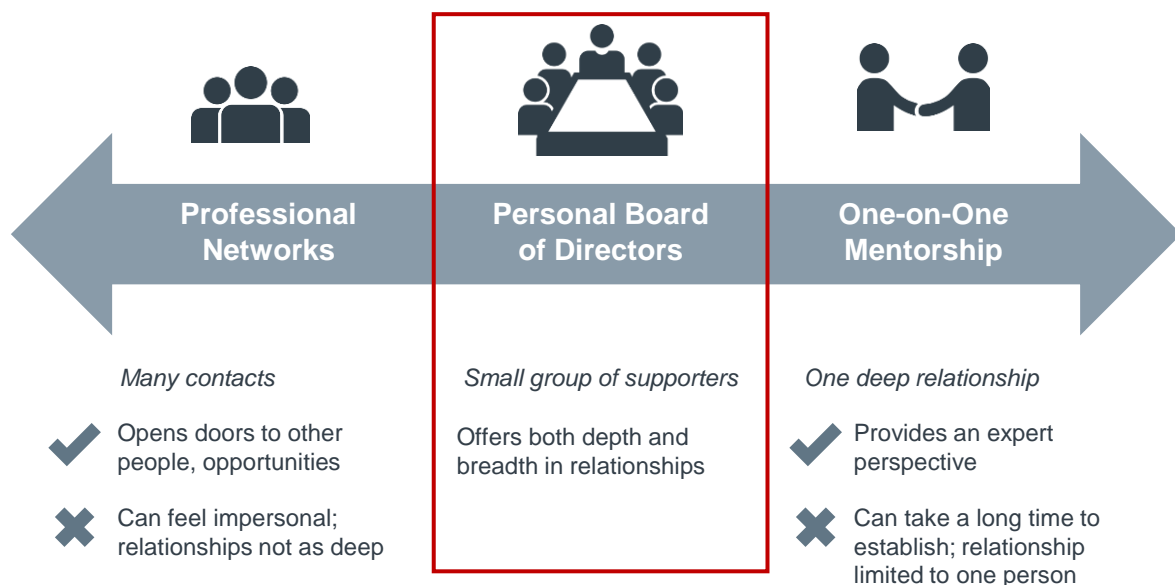 Professional
Networks
Personal Board
of Directors
One-on-One
Mentorship
Many contacts
Opens doors to other
people, opportunities
Can feel impersonal;
relationships not as deep
Small group of supporters
Offers both depth and
breadth in relationships
One deep relationship
Provides an expert
perspective
Can take a long time to
establish; relationship
limited to one person